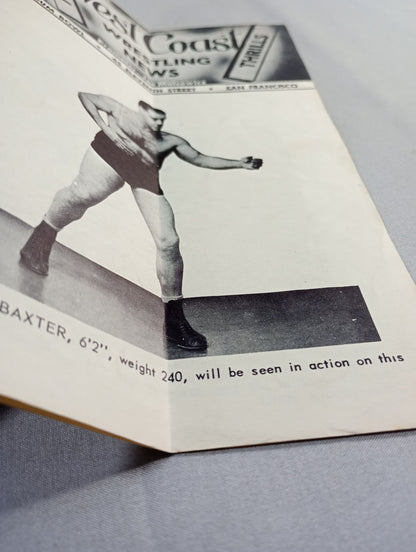 West Coast
WRESTLING
NEWS
THRILLS
STREET • SAN FRANCISCO
BAXTER, 6'2", weight 240, will be seen in action on this